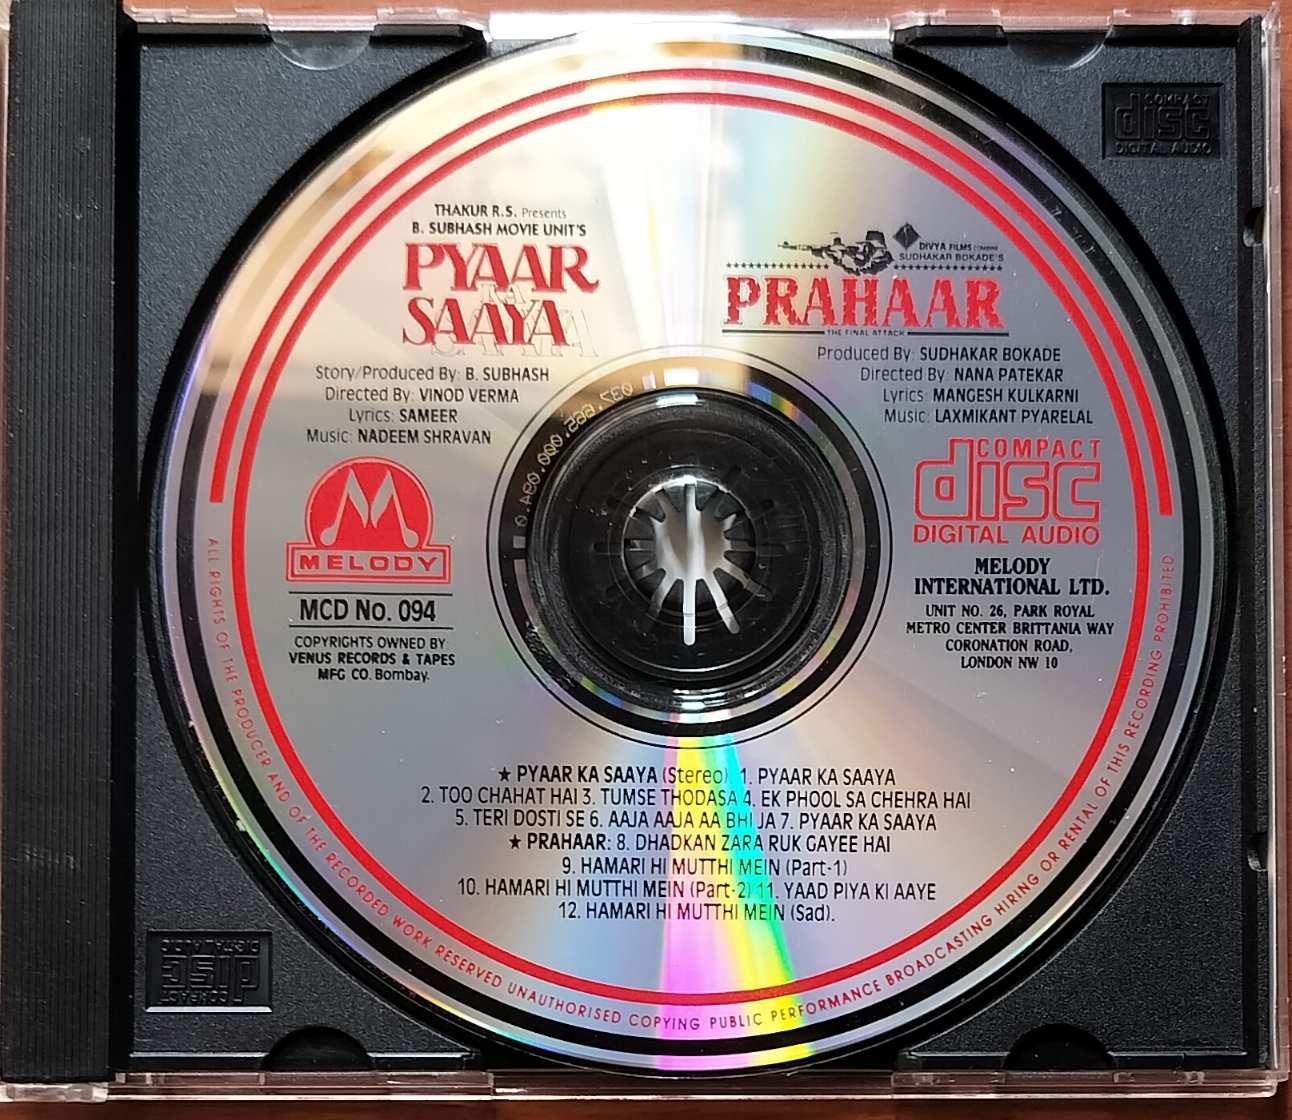 THAKUR R.S. Presents
B. SUBHASH MOVIE UNIT'S
PYAAR
KA
SAAYA
Story/Produced By: B. SUBHASH
Directed By: VINOD VERMA
Lyrics: SAMEER
Music: NADEEM SHRAVAN
MELODY
MCD No. 094
COPYRIGHTS OWNED BY
VENUS RECORDS & TAPES
MFG CO. Bombay.
DIVYA FILMS COMBINE
SUDHAKAR BOKADE'S
PRAHAAR
THE FINAL ATTACK
Produced By: SUDHAKAR BOKADE
Directed By: NANA PATEKAR
Lyrics: MANGESH KULKARNI
Music: LAXMIKANT PYARELAL
COMPACT
disc
DIGITAL AUDIO
MELODY
INTERNATIONAL LTD.
UNIT NO. 26, PARK ROYAL
METRO CENTER BRITTANIA WAY
CORONATION ROAD,
LONDON NW 10
★ PYAAR KA SAAYA (Stereo) 1. PYAAR KA SAAYA
2. TOO CHAHAT HAI 3. TUMSE THODASA 4. EK PHOOL SA CHEHRA HAI
5. TERI DOSTI SE 6. AAJA AAJA AA BHI JA 7. PYAAR KA SAAYA
★ PRAHAAR: 8. DHADKAN ZARA RUK GAYEE HAI
9. HAMARI HI MUTTHI MEIN (Part-1)
10. HAMARI HI MUTTHI MEIN (Part-2) 11. YAAD PIYA KI AAYE
12. HAMARI HI MUTTHI MEIN (Sad).
ALL RIGHTS OF THE PRODUCER AND OF THE RECORDED WORK RESERVED UNAUTHORISED COPYING PUBLIC PERFORMANCE BROADCASTING HIRING OR RENTAL OF THIS RECORDING PROHIBITED
COMPACT
disc
DIGITAL AUDIO
COMPACT
disc
DIGITAL AUDIO